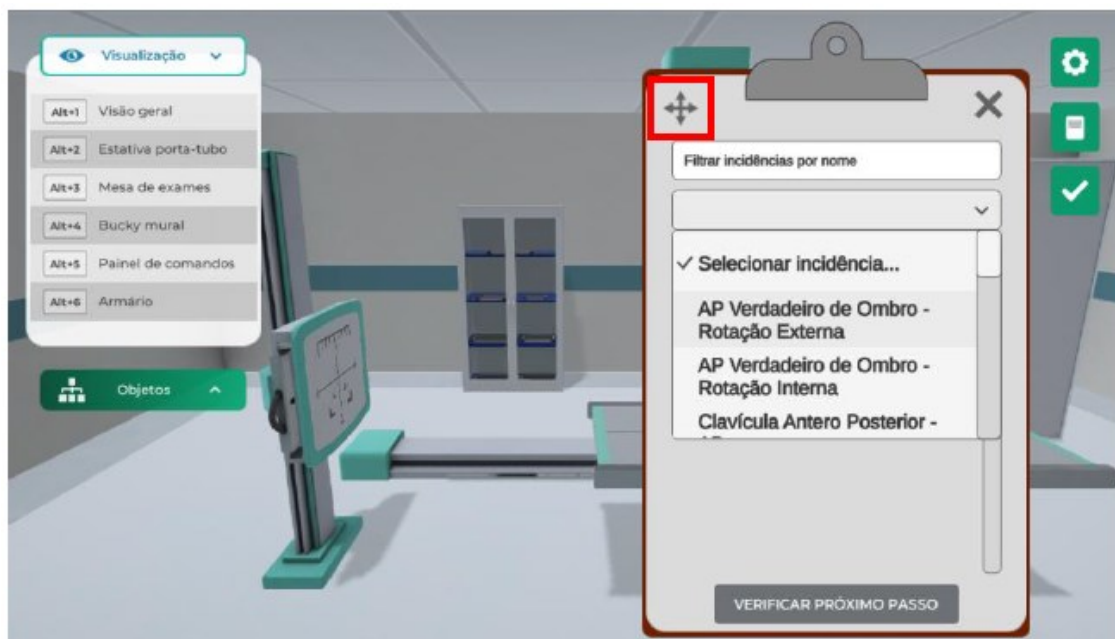 Visualização
Alt+1 Visão geral
Alt+2 Estativa porta-tubo
Alt+3 Mesa de exames
Alt+4 Bucky mural
Alt+5 Painel de comandos
Alt+6 Armário
Objetos
Filtrar incidências por nome
Selecionar incidência...
AP Verdadeiro de Ombro -
Rotação Externa
AP Verdadeiro de Ombro -
Rotação Interna
Clavícula Antero Posterior -
VERIFICAR PRÓXIMO PASSO